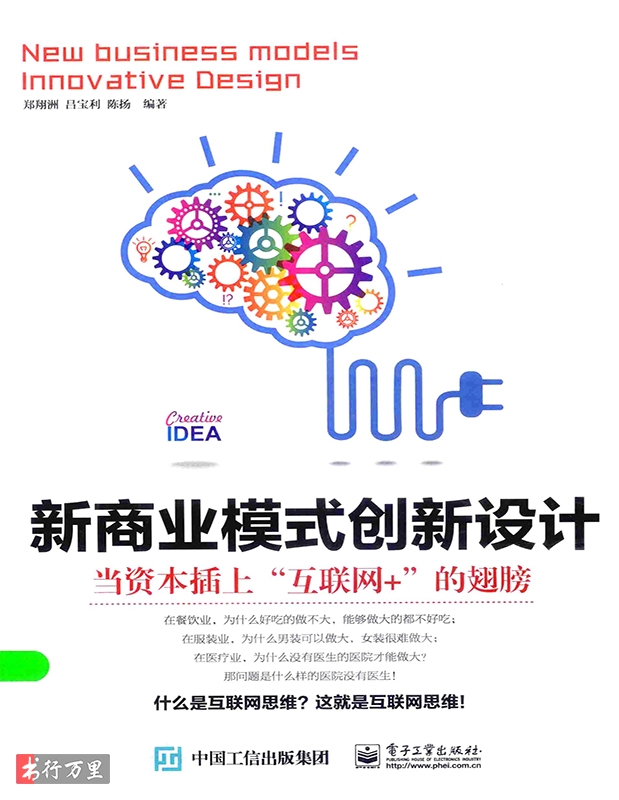 New business models
Innovative Design
郑翔洲 吕宝利 陈扬 编著
?
!
!?
?
Creative
IDEA
新商业模式创新设计
当资本插上“互联网+”的翅膀
在餐饮业，为什么好吃的做不大，能够做大的都不好吃；
在服装业，为什么男装可以做大，女装很难做大；
在医疗业，为什么没有医生的医院才能做大？
那问题是什么样的医院没有医生！
什么是互联网思维？这就是互联网思维！
中国工信出版集团
电子工业出版社
PUBLISHING HOUSE OF ELECTRONICS INDUSTRY
http://www.phei.com.cn
书行万里